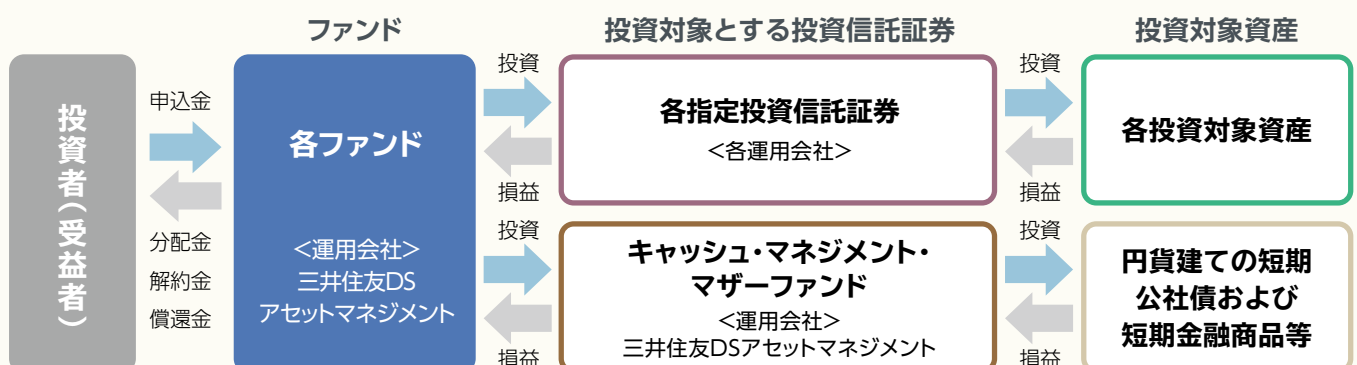 ファンド
投資対象とする投資信託証券
投資対象資産
投資者（受益者）
申込金
分配金
解約金
償還金
各ファンド
＜運用会社＞
三井住友DS
アセットマネジメント
投資
損益
各指定投資信託証券
＜各運用会社＞
投資
損益
各投資対象資産
投資
損益
キャッシュ・マネジメント・
マザーファンド
＜運用会社＞
三井住友DSアセットマネジメント
投資
損益
円貨建ての短期
公社債および
短期金融商品等